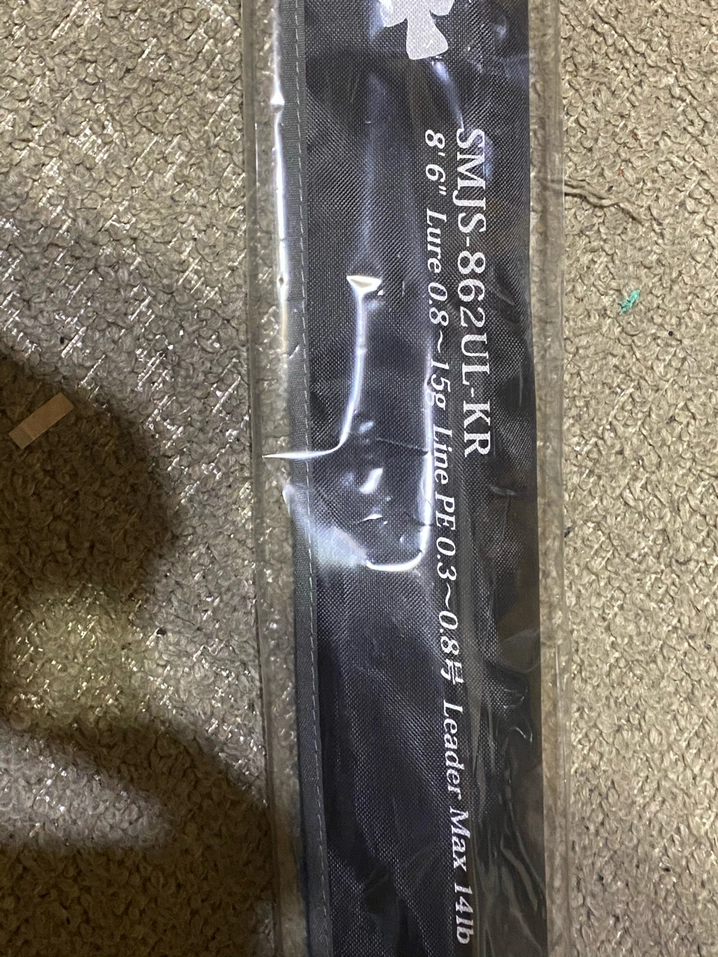 SMJS-862UL-KR
8' 6" Lure 0.8～15g Line PE 0.3～0.8号 Leader Max 14lb